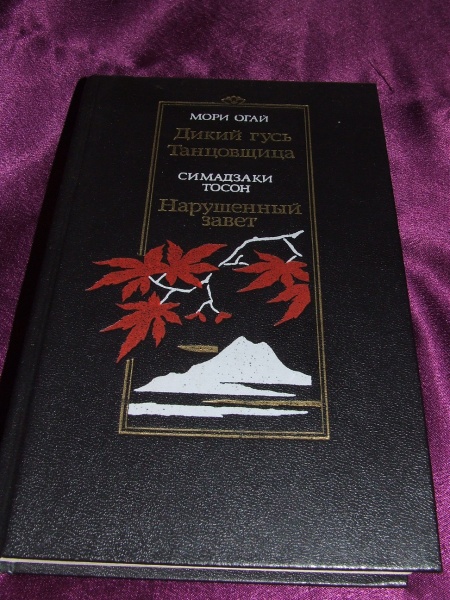 МОРИ ОГАЙ
Дикий гусь
Танцовщица
СИМАДЗАКИ
ТОСОН
Нарушенный
завет